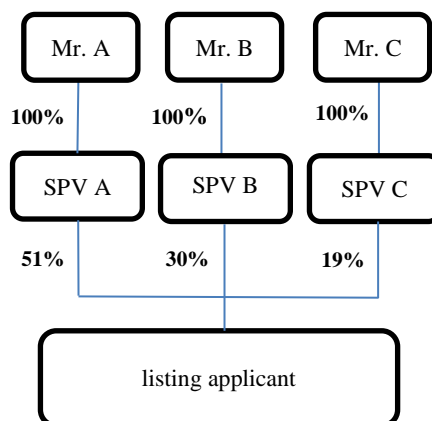 Mr. A
Mr. B
Mr. C
100%
100%
100%
SPV A
SPV B
SPV C
51%
30%
19%
listing applicant